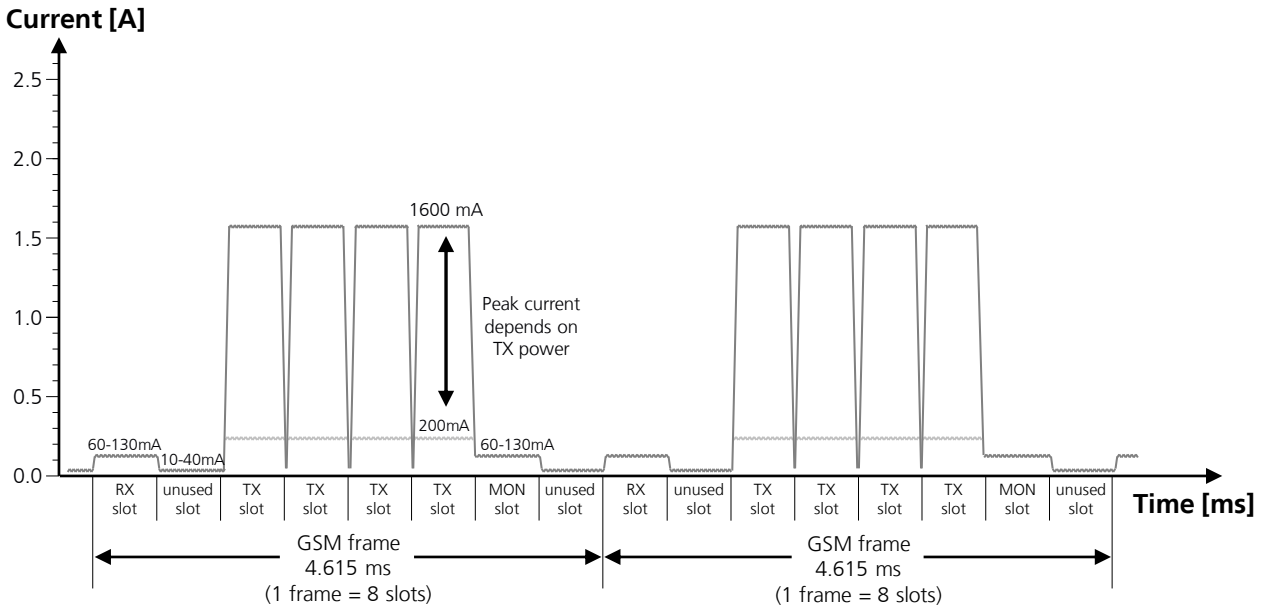 Current [A]
2.5
2.0
1.5
1.0
0.5
0.0
1600 mA
Peak current
depends on
TX power
200mA
60-130mA
10-40mA
60-130mA
RX
slot
unused
slot
TX
slot
TX
slot
TX
slot
TX
slot
MON
slot
unused
slot
RX
slot
unused
slot
TX
slot
TX
slot
TX
slot
TX
slot
MON
slot
unused
slot
Time [ms]
GSM frame
4.615 ms
(1 frame = 8 slots)
GSM frame
4.615 ms
(1 frame = 8 slots)